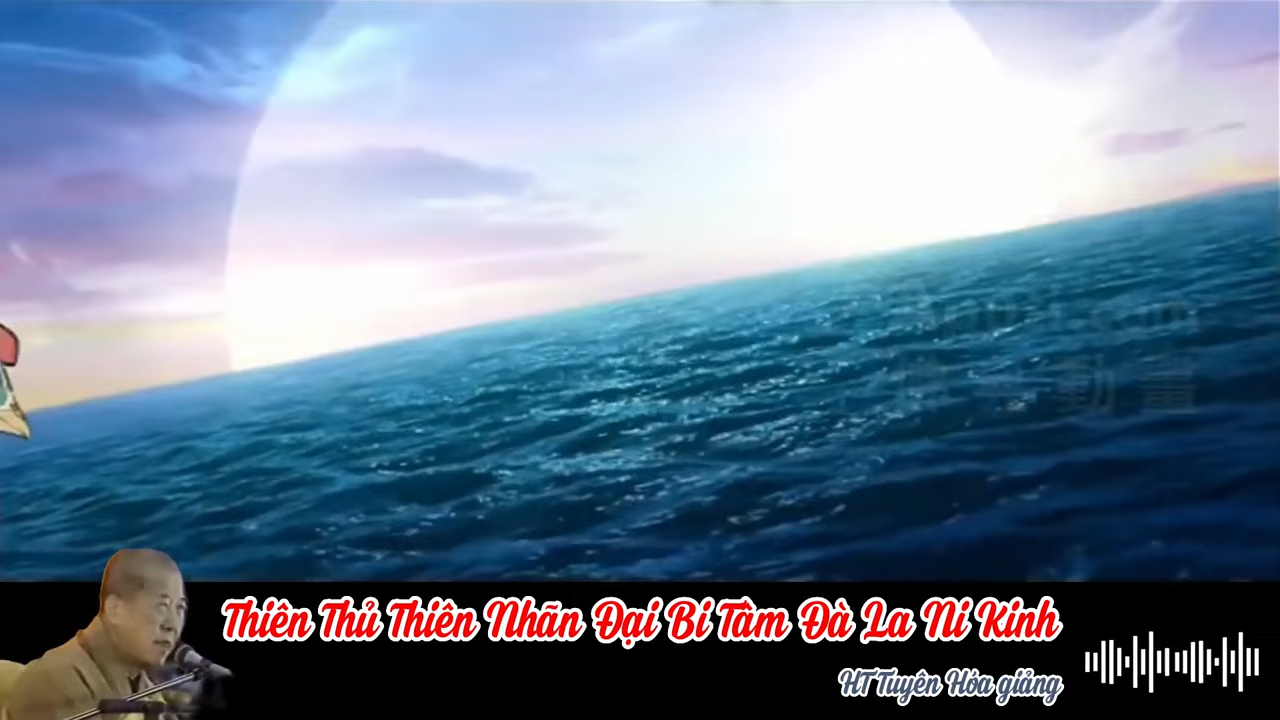 Thiên Thủ Thiên Nhãn Đại Bi Tâm Đà La Ni Kinh
HT Tuyên Hóa giảng